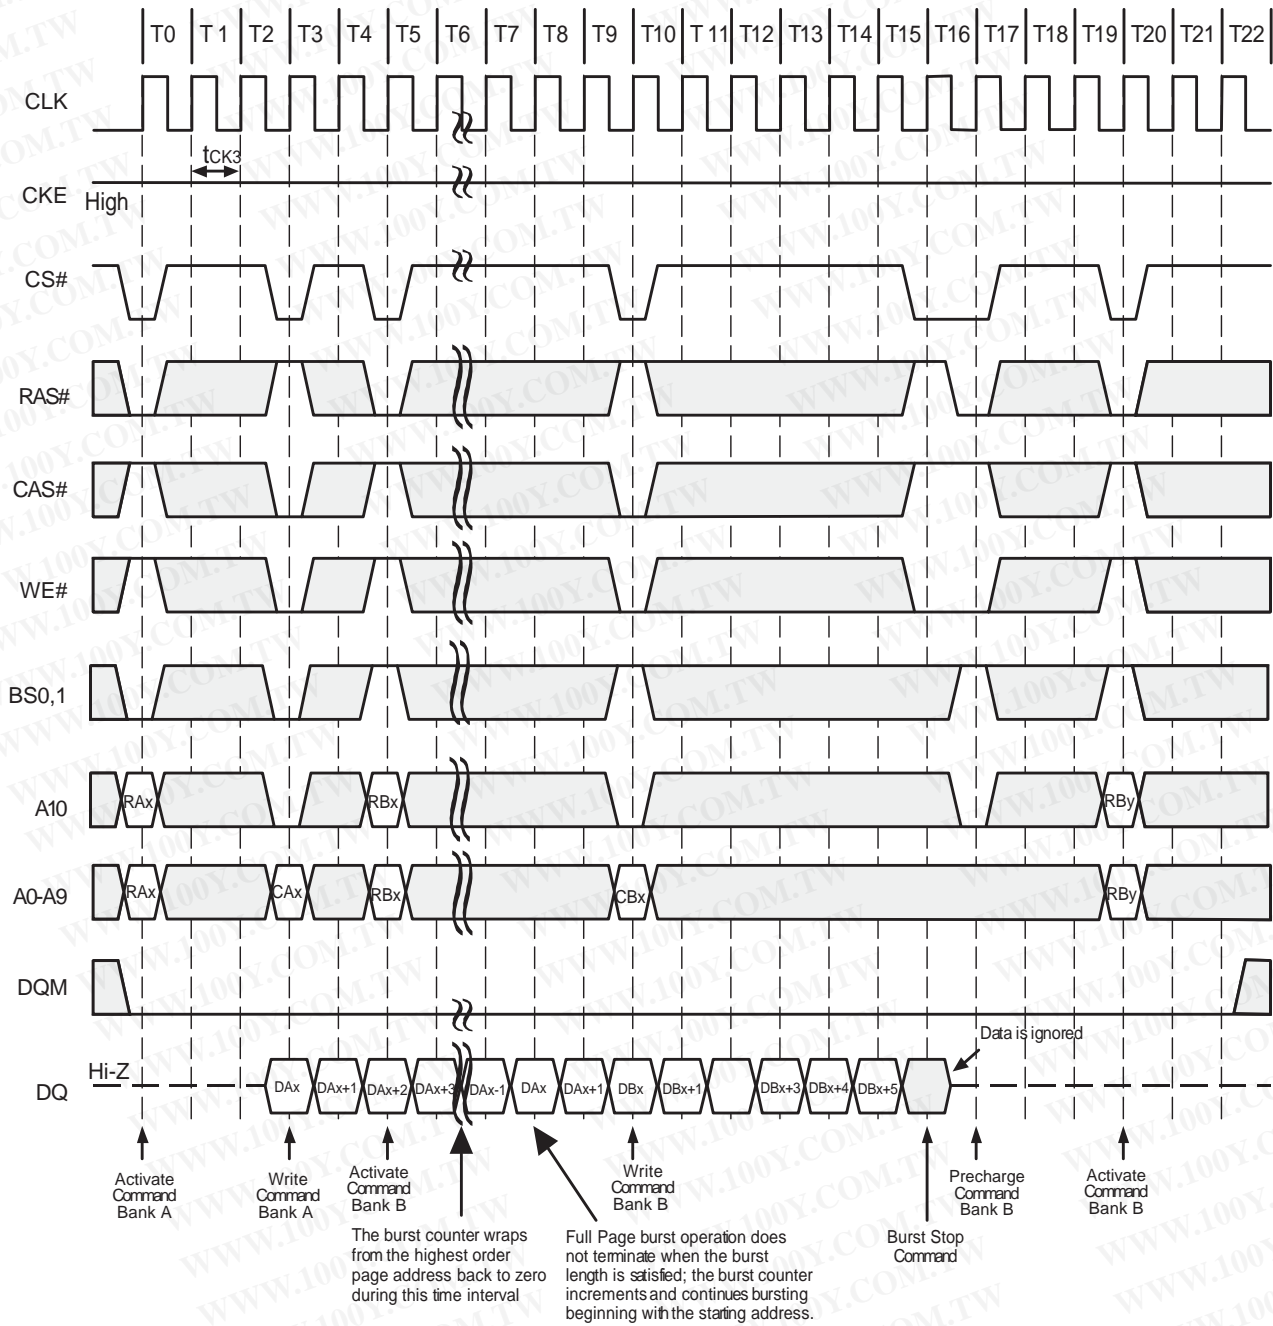 T0 T1 T2 T3 T4 T5 T6 T7 T8 T9 T10 T11 T12 T13 T14 T15 T16 T17 T18 T19 T20 T21 T22
CLK
tCK3
CKE High
CS#
RAS#
CAS#
WE#
BS0,1
A10 RAx RBx RBy
A0-A9 RAx CAx RBx CBx RBy
DQM
Data is ignored
Hi-Z
DQ DAx DAx+1 DAx+2 DAx+3 DAx-1 DAx DAx+1 DBx DBx+1 DBx+3 DBx+4 DBx+5
Activate
Command
Bank A
Write
Command
Bank A
Activate
Command
Bank B
The burst counter wraps
from the highest order
page address back to zero
during this time interval
Full Page burst operation does
not terminate when the burst
length is satisfied; the burst counter
increments and continues bursting
beginning with the starting address.
Write
Command
Bank B
Burst Stop
Command
Precharge
Command
Bank B
Activate
Command
Bank B
WWW.100Y.COM.TW